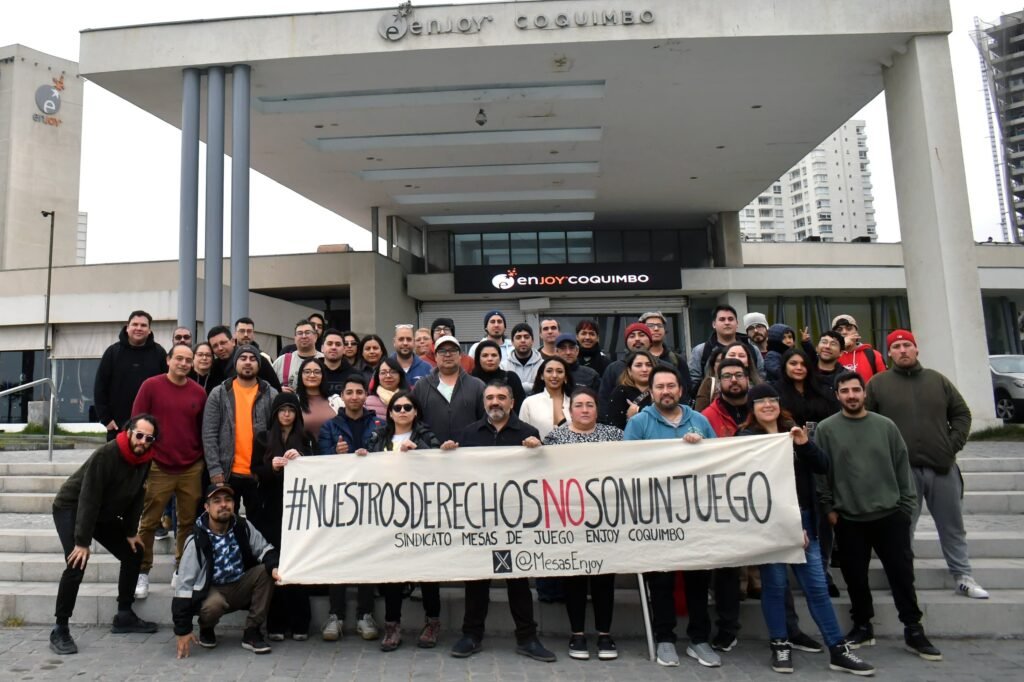 enJOY COQUIMBO
enJOY
enJOY COQUIMBO
#NUESTROSDERECHOSNOSONUNJUEGO
SINDICATO MESAS DE JUEGO ENJOY COQUIMBO
X @MesasEnjoy